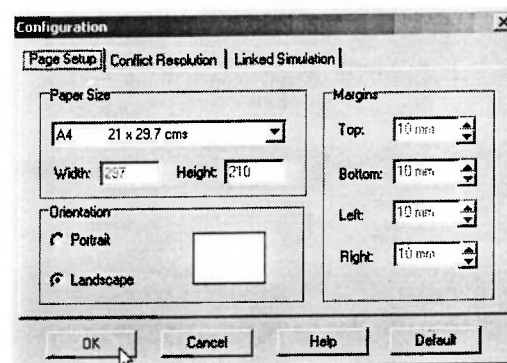 Configuration
Page Setup Conflict Resolution Linked Simulation
Paper Size
A4 21 x 29.7 cms
Width: 297 Height: 210
Orientation
Portrait
Landscape
Margins
Top: 10 mm
Bottom: 10 mm
Left: 10 mm
Right: 10 mm
OK Cancel Help Default